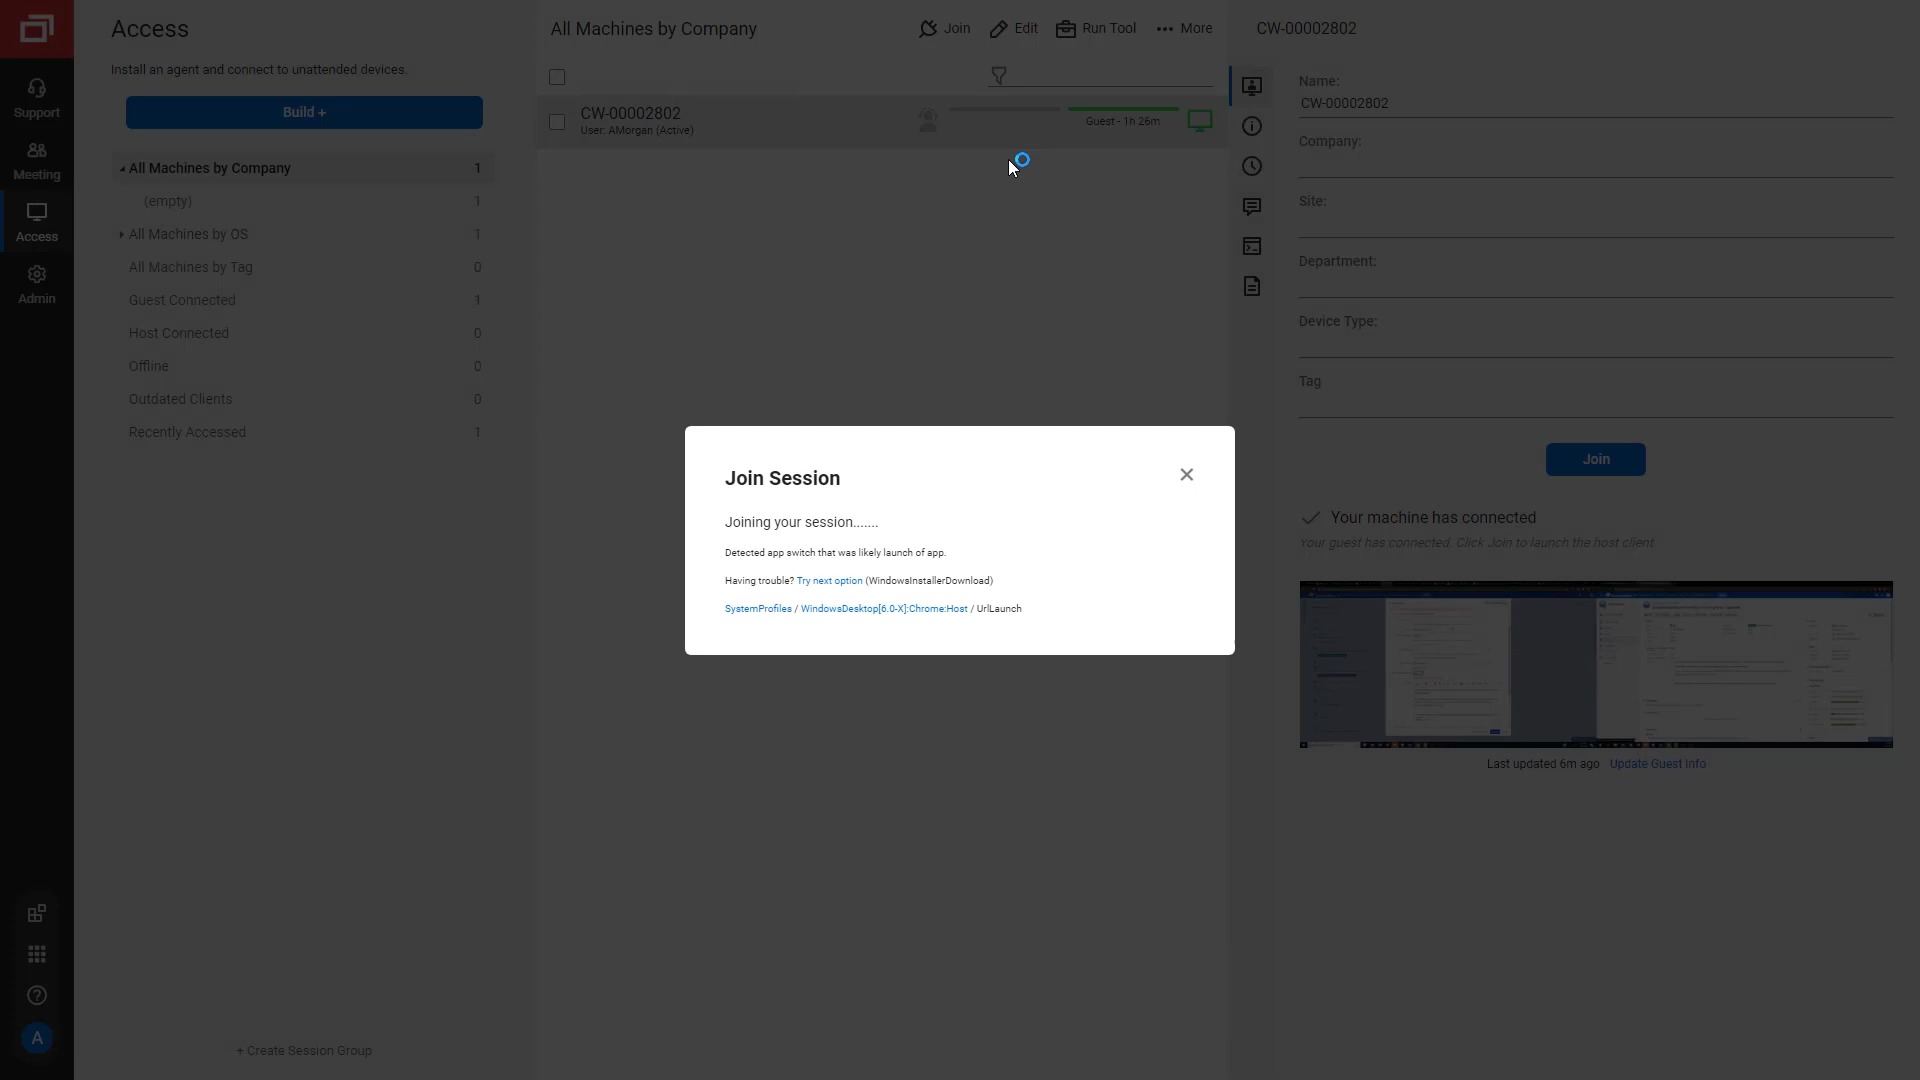 Support
Meeting
Access
Admin
A
Access
Install an agent and connect to unattended devices.
Build +
All Machines by Company 1
(empty) 1
All Machines by OS 1
All Machines by Tag 0
Guest Connected 1
Host Connected 0
Offline 0
Outdated Clients 0
Recently Accessed 1
+ Create Session Group
All Machines by Company
Join
Edit
Run Tool
More
CW-00002802
User: AMorgan (Active)
Guest - 1h 26m
Join Session
Joining your session.......
Detected app switch that was likely launch of app.
Having trouble? Try next option (WindowsInstallerDownload)
SystemProfiles / WindowsDesktop[6.0-X]:Chrome:Host / UrlLaunch
CW-00002802
Name:
CW-00002802
Company:
Site:
Department:
Device Type:
Tag
Join
Your machine has connected
Your guest has connected. Click Join to launch the host client.
Last updated 6m ago Update Guest Info